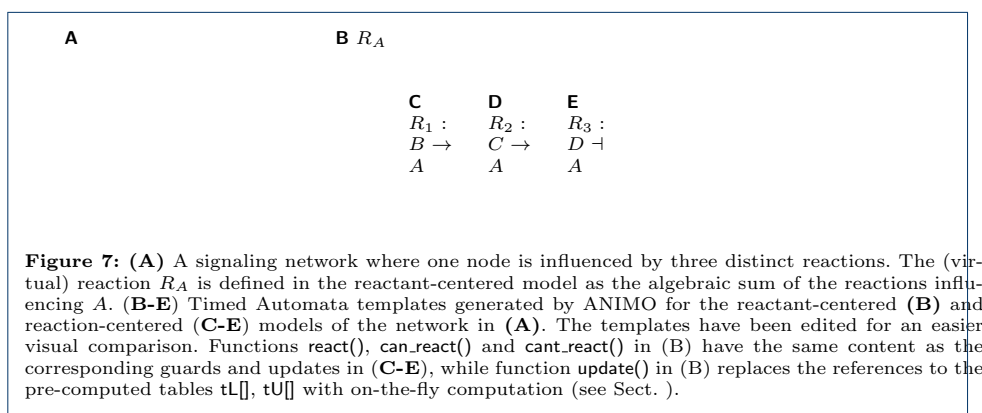 A B R_A
C D E
R_1 : R_2 : R_3 :
B → C → D ⊣
A A A
Figure 7: (A) A signaling network where one node is influenced by three distinct reactions. The (vir-
tual) reaction R_A is defined in the reactant-centered model as the algebraic sum of the reactions influ-
encing A. (B-E) Timed Automata templates generated by ANIMO for the reactant-centered (B) and
reaction-centered (C-E) models of the network in (A). The templates have been edited for an easier
visual comparison. Functions react(), can_react() and cant_react() in (B) have the same content as the
corresponding guards and updates in (C-E), while function update() in (B) replaces the references to the
pre-computed tables tL[], tU[] with on-the-fly computation (see Sect. ).